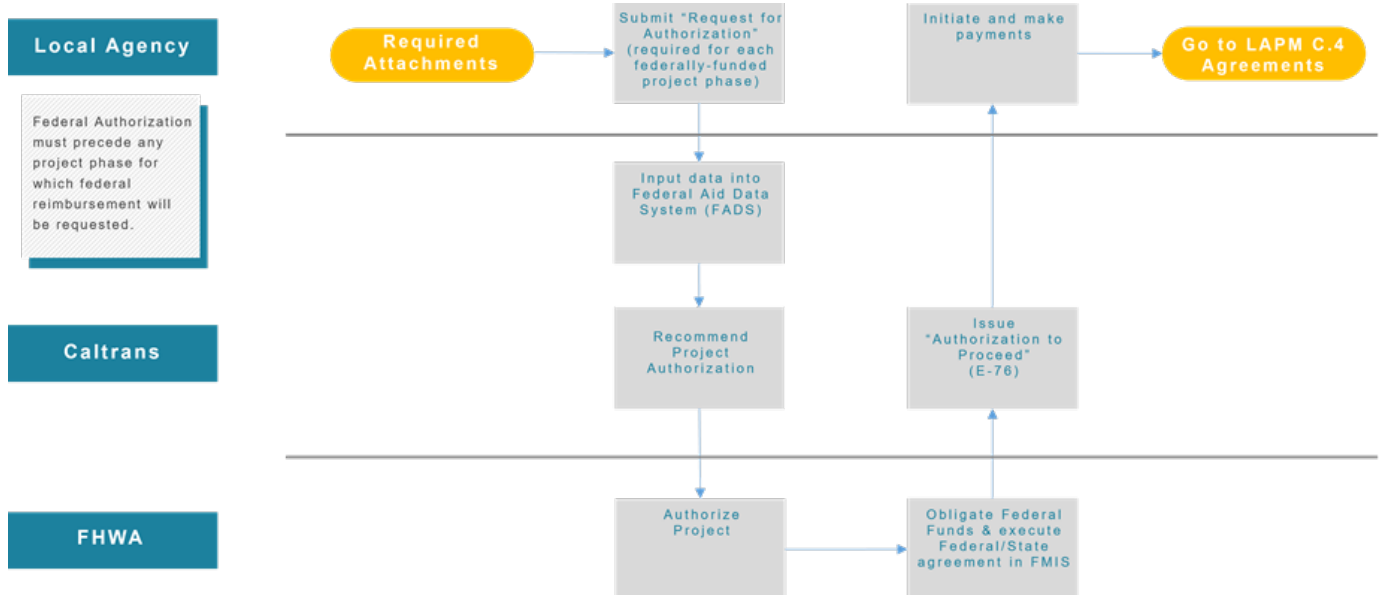 Local Agency
Required
Attachments
Submit “Request for
Authorization”
(required for each
federally-funded
project phase)
Initiate and make
payments
Go to LAPM C.4
Agreements
Federal Authorization
must precede any
project phase for
which federal
reimbursement will
be requested.
Input data into
Federal Aid Data
System (FADS)
Caltrans
Recommend
Project
Authorization
Issue
“Authorization to
Proceed”
(E-76)
FHWA
Authorize
Project
Obligate Federal
Funds & execute
Federal/State
agreement in FMIS